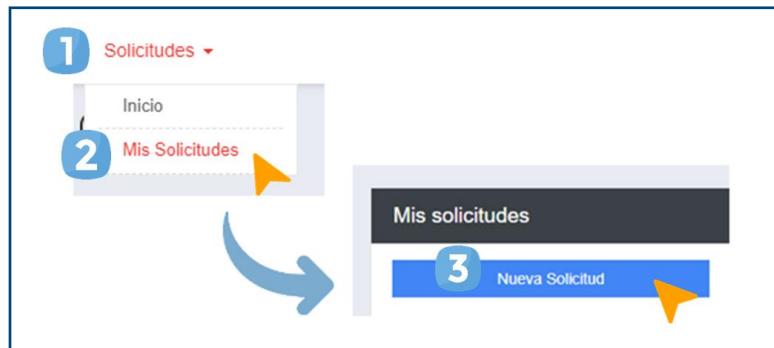 1 Solicitudes
Inicio
2 Mis Solicitudes
Mis solicitudes
3 Nueva Solicitud